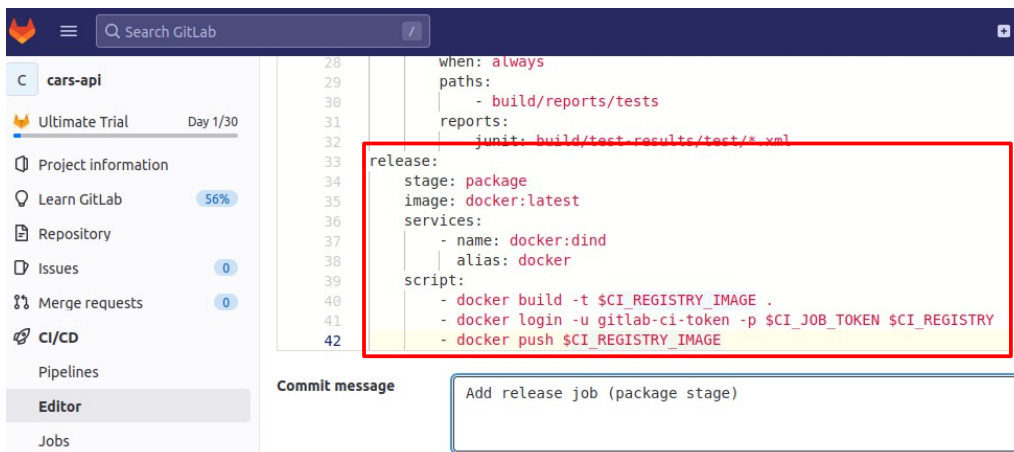 Search GitLab /
C cars-api
Ultimate Trial Day 1/30
Project information
Learn GitLab 56%
Repository
Issues 0
Merge requests 0
CI/CD
Pipelines
Editor
Jobs
28 when: always
29 paths:
30 - build/reports/tests
31 reports:
32 junit: build/test-results/test/*.xml
33 release:
34 stage: package
35 image: docker:latest
36 services:
37 - name: docker:dind
38 alias: docker
39 script:
40 - docker build -t $CI_REGISTRY_IMAGE .
41 - docker login -u gitlab-ci-token -p $CI_JOB_TOKEN $CI_REGISTRY
42 - docker push $CI_REGISTRY_IMAGE
Commit message
Add release job (package stage)